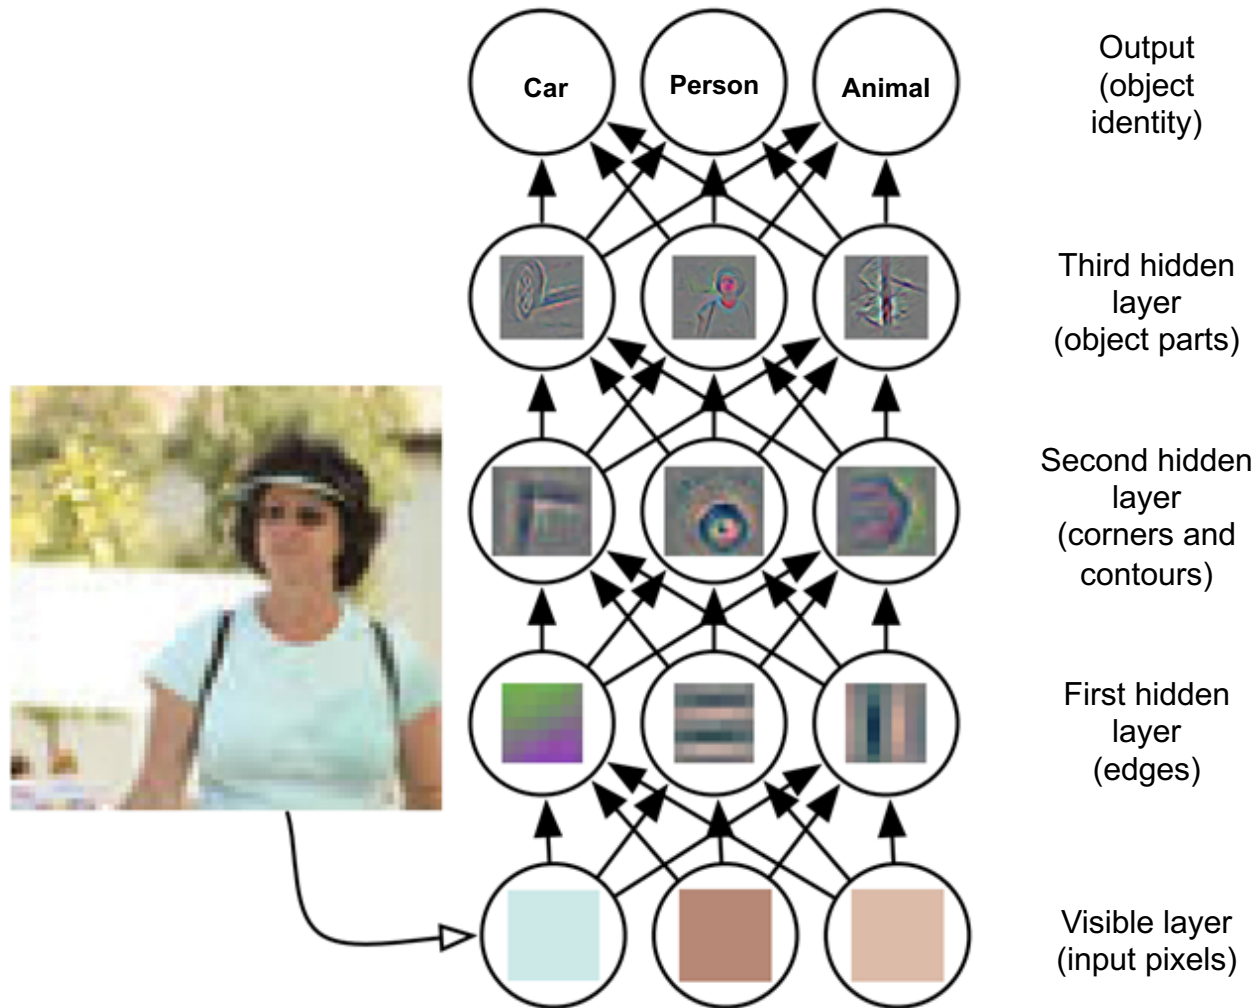 Car
Person
Animal
Output
(object
identity)
Third hidden
layer
(object parts)
Second hidden
layer
(corners and
contours)
First hidden
layer
(edges)
Visible layer
(input pixels)